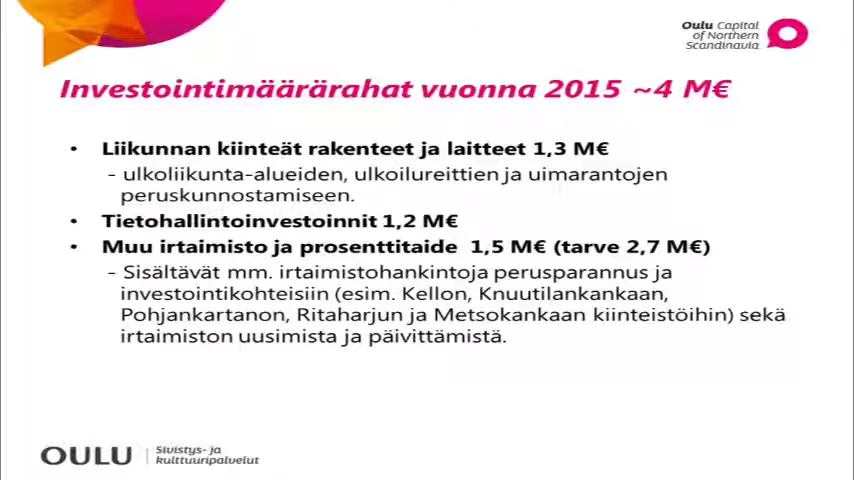 Oulu Capital
of Northern
Scandinavia
Investointimäärärahat vuonna 2015 ~4 M€
• Liikunnan kiinteät rakenteet ja laitteet 1,3 M€
- ulkoliikunta-alueiden, ulkoilureittien ja uimarantojen
peruskunnostamiseen.
• Tietohallintoinvestoinnit 1,2 M€
• Muu irtaimisto ja prosenttitaide 1,5 M€ (tarve 2,7 M€)
- Sisältävät mm. irtaimistohankintoja perusparannus ja
investointikohteisiin (esim. Kellon, Knuutilankankaan,
Pohjankartanon, Ritaharjun ja Metsokankaan kiinteistöihin) sekä
irtaimiston uusimista ja päivittämistä.
OULU
Sivistys- ja
kulttuuripalvelut